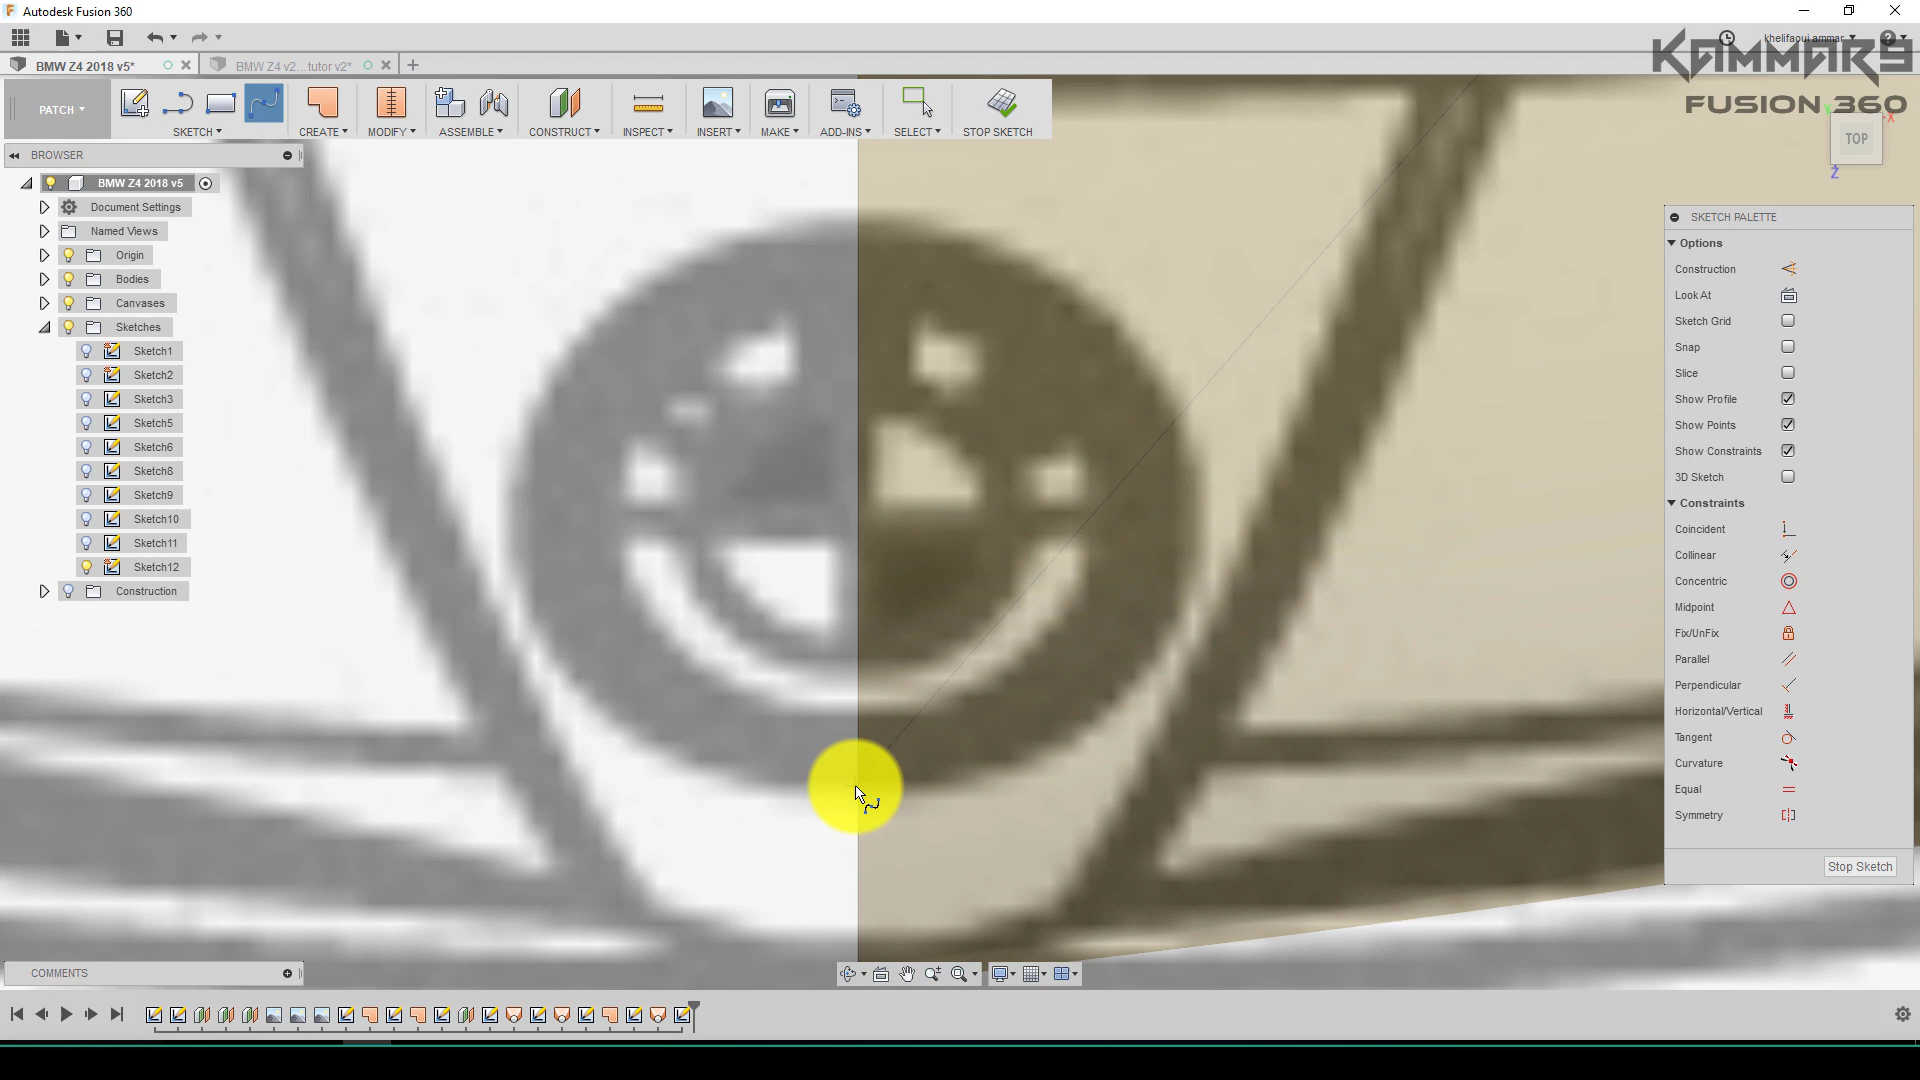 Autodesk Fusion 360
khelifaoui ammar
KAMMAR9
FUSION 360
BMW Z4 2018 v5*
BMW Z4 v2...tutor v2*
PATCH
SKETCH
CREATE
MODIFY
ASSEMBLE
CONSTRUCT
INSPECT
INSERT
MAKE
ADD-INS
SELECT
STOP SKETCH
X
Y
TOP
Z
BROWSER
BMW Z4 2018 v5
Document Settings
Named Views
Origin
Bodies
Canvases
Sketches
Sketch1
Sketch2
Sketch3
Sketch5
Sketch6
Sketch8
Sketch9
Sketch10
Sketch11
Sketch12
Construction
SKETCH PALETTE
Options
Construction
Look At
Sketch Grid
Snap
Slice
Show Profile
Show Points
Show Constraints
3D Sketch
Constraints
Coincident
Collinear
Concentric
Midpoint
Fix/UnFix
Parallel
Perpendicular
Horizontal/Vertical
Tangent
Curvature
Equal
Symmetry
Stop Sketch
COMMENTS